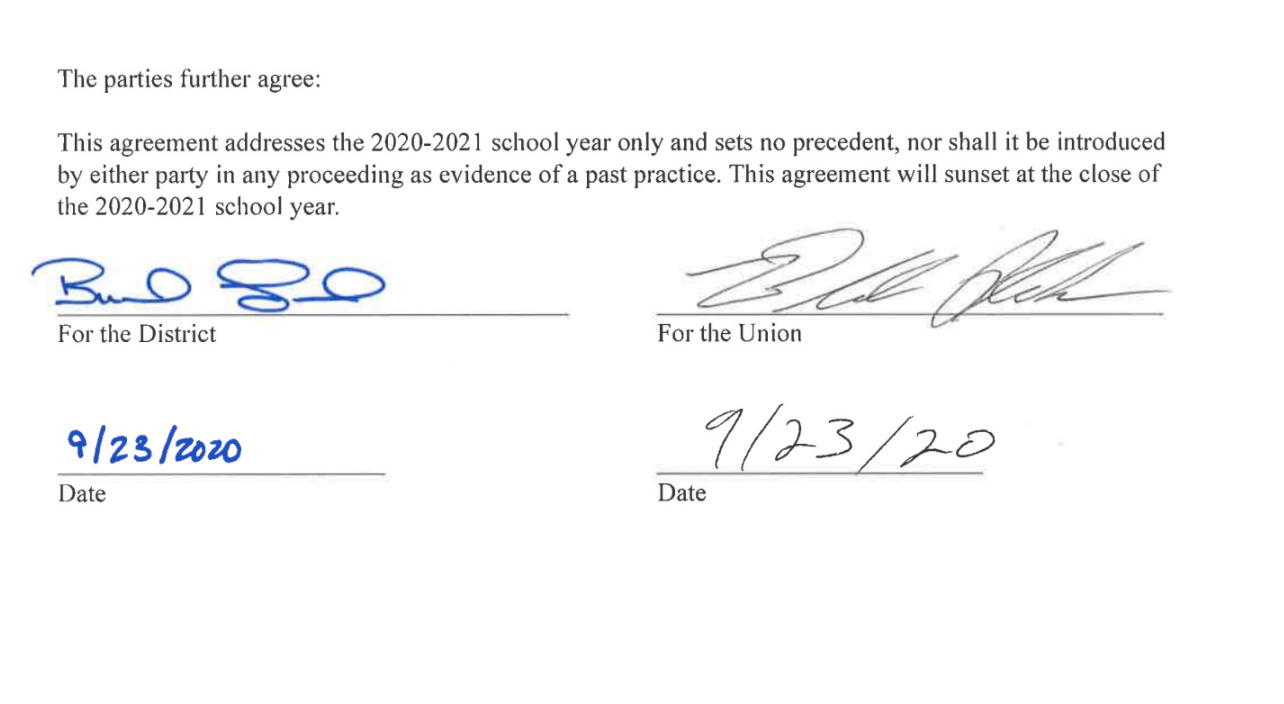 The parties further agree:
This agreement addresses the 2020-2021 school year only and sets no precedent, nor shall it be introduced
by either party in any proceeding as evidence of a past practice. This agreement will sunset at the close of
the 2020-2021 school year.
For the District
For the Union
9/23/2020
9/23/20
Date
Date